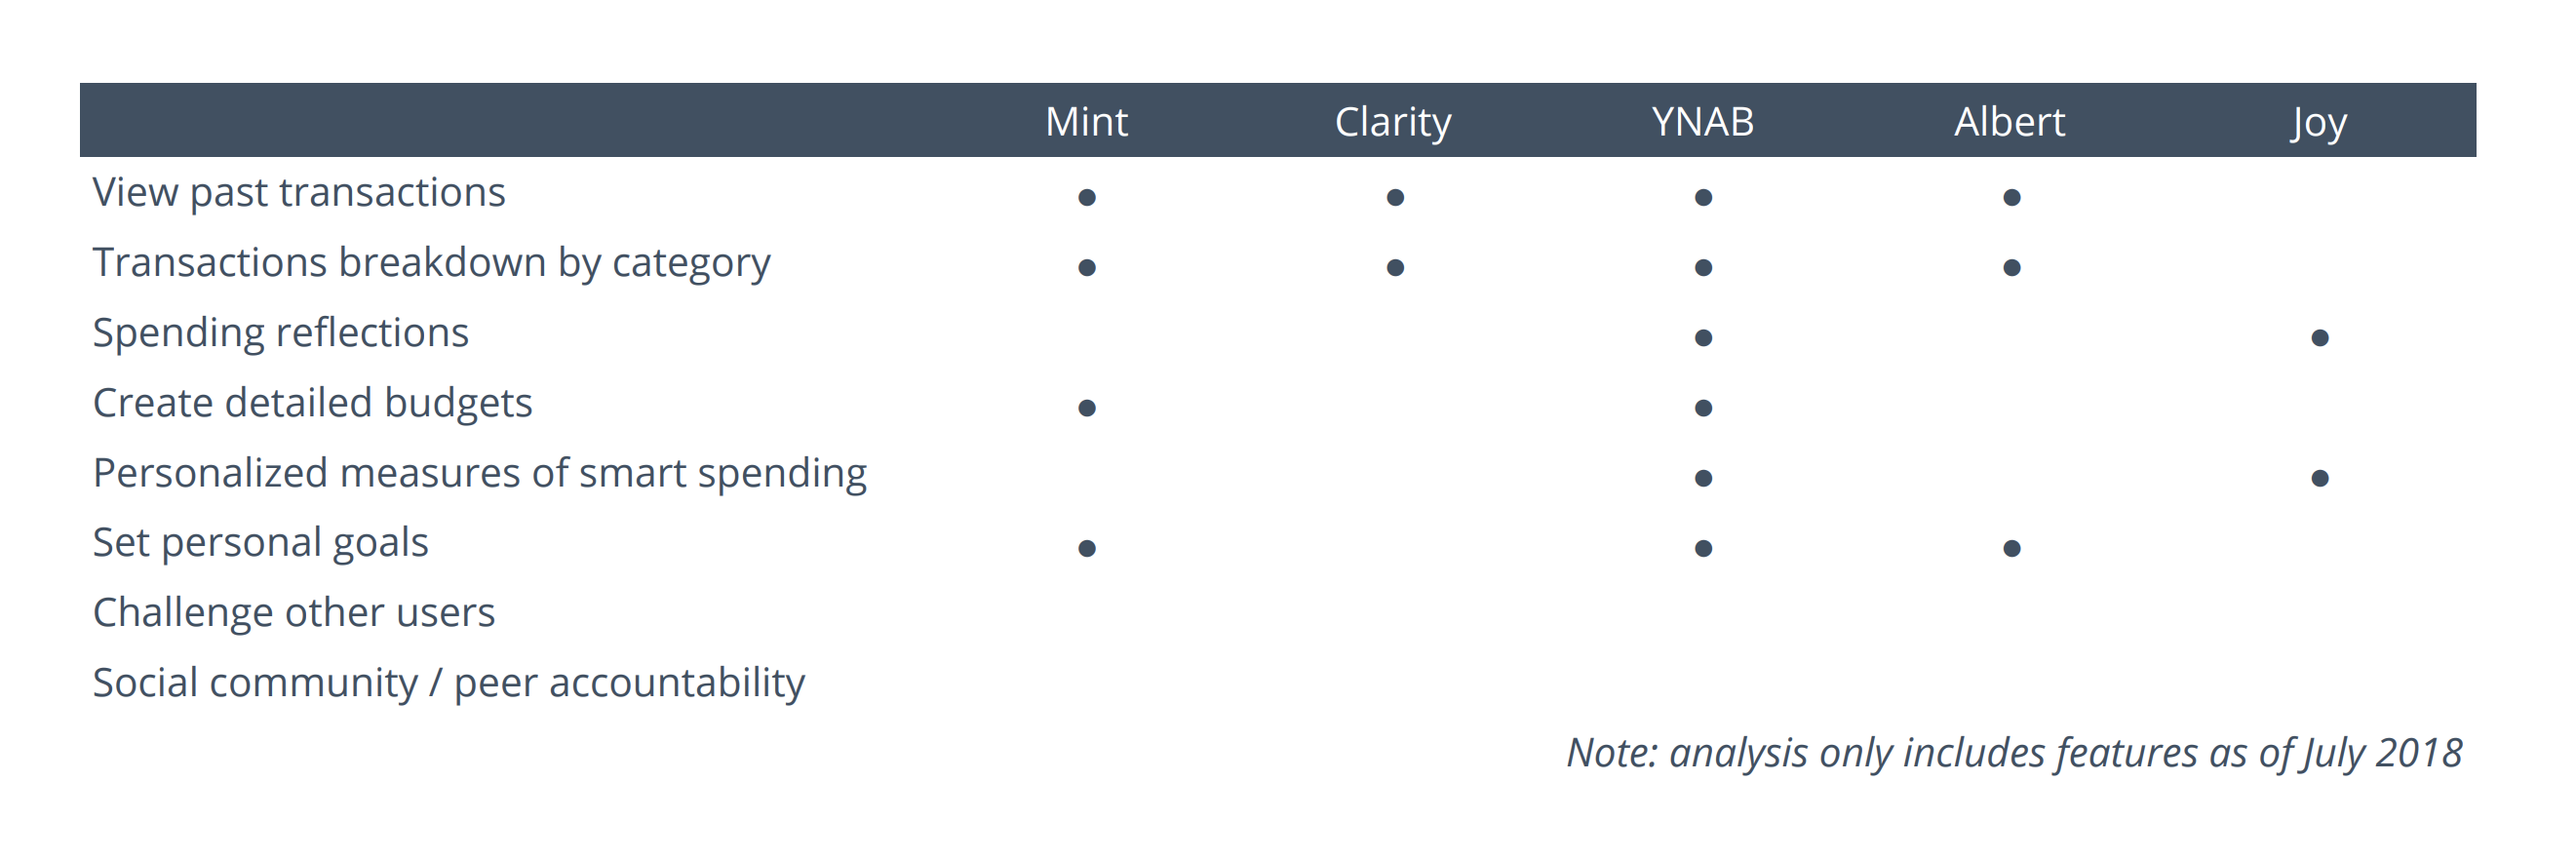 Mint Clarity YNAB Albert Joy
View past transactions ● ● ● ●
Transactions breakdown by category ● ● ● ●
Spending reflections ● ●
Create detailed budgets ● ●
Personalized measures of smart spending ● ●
Set personal goals ● ● ●
Challenge other users
Social community / peer accountability
Note: analysis only includes features as of July 2018